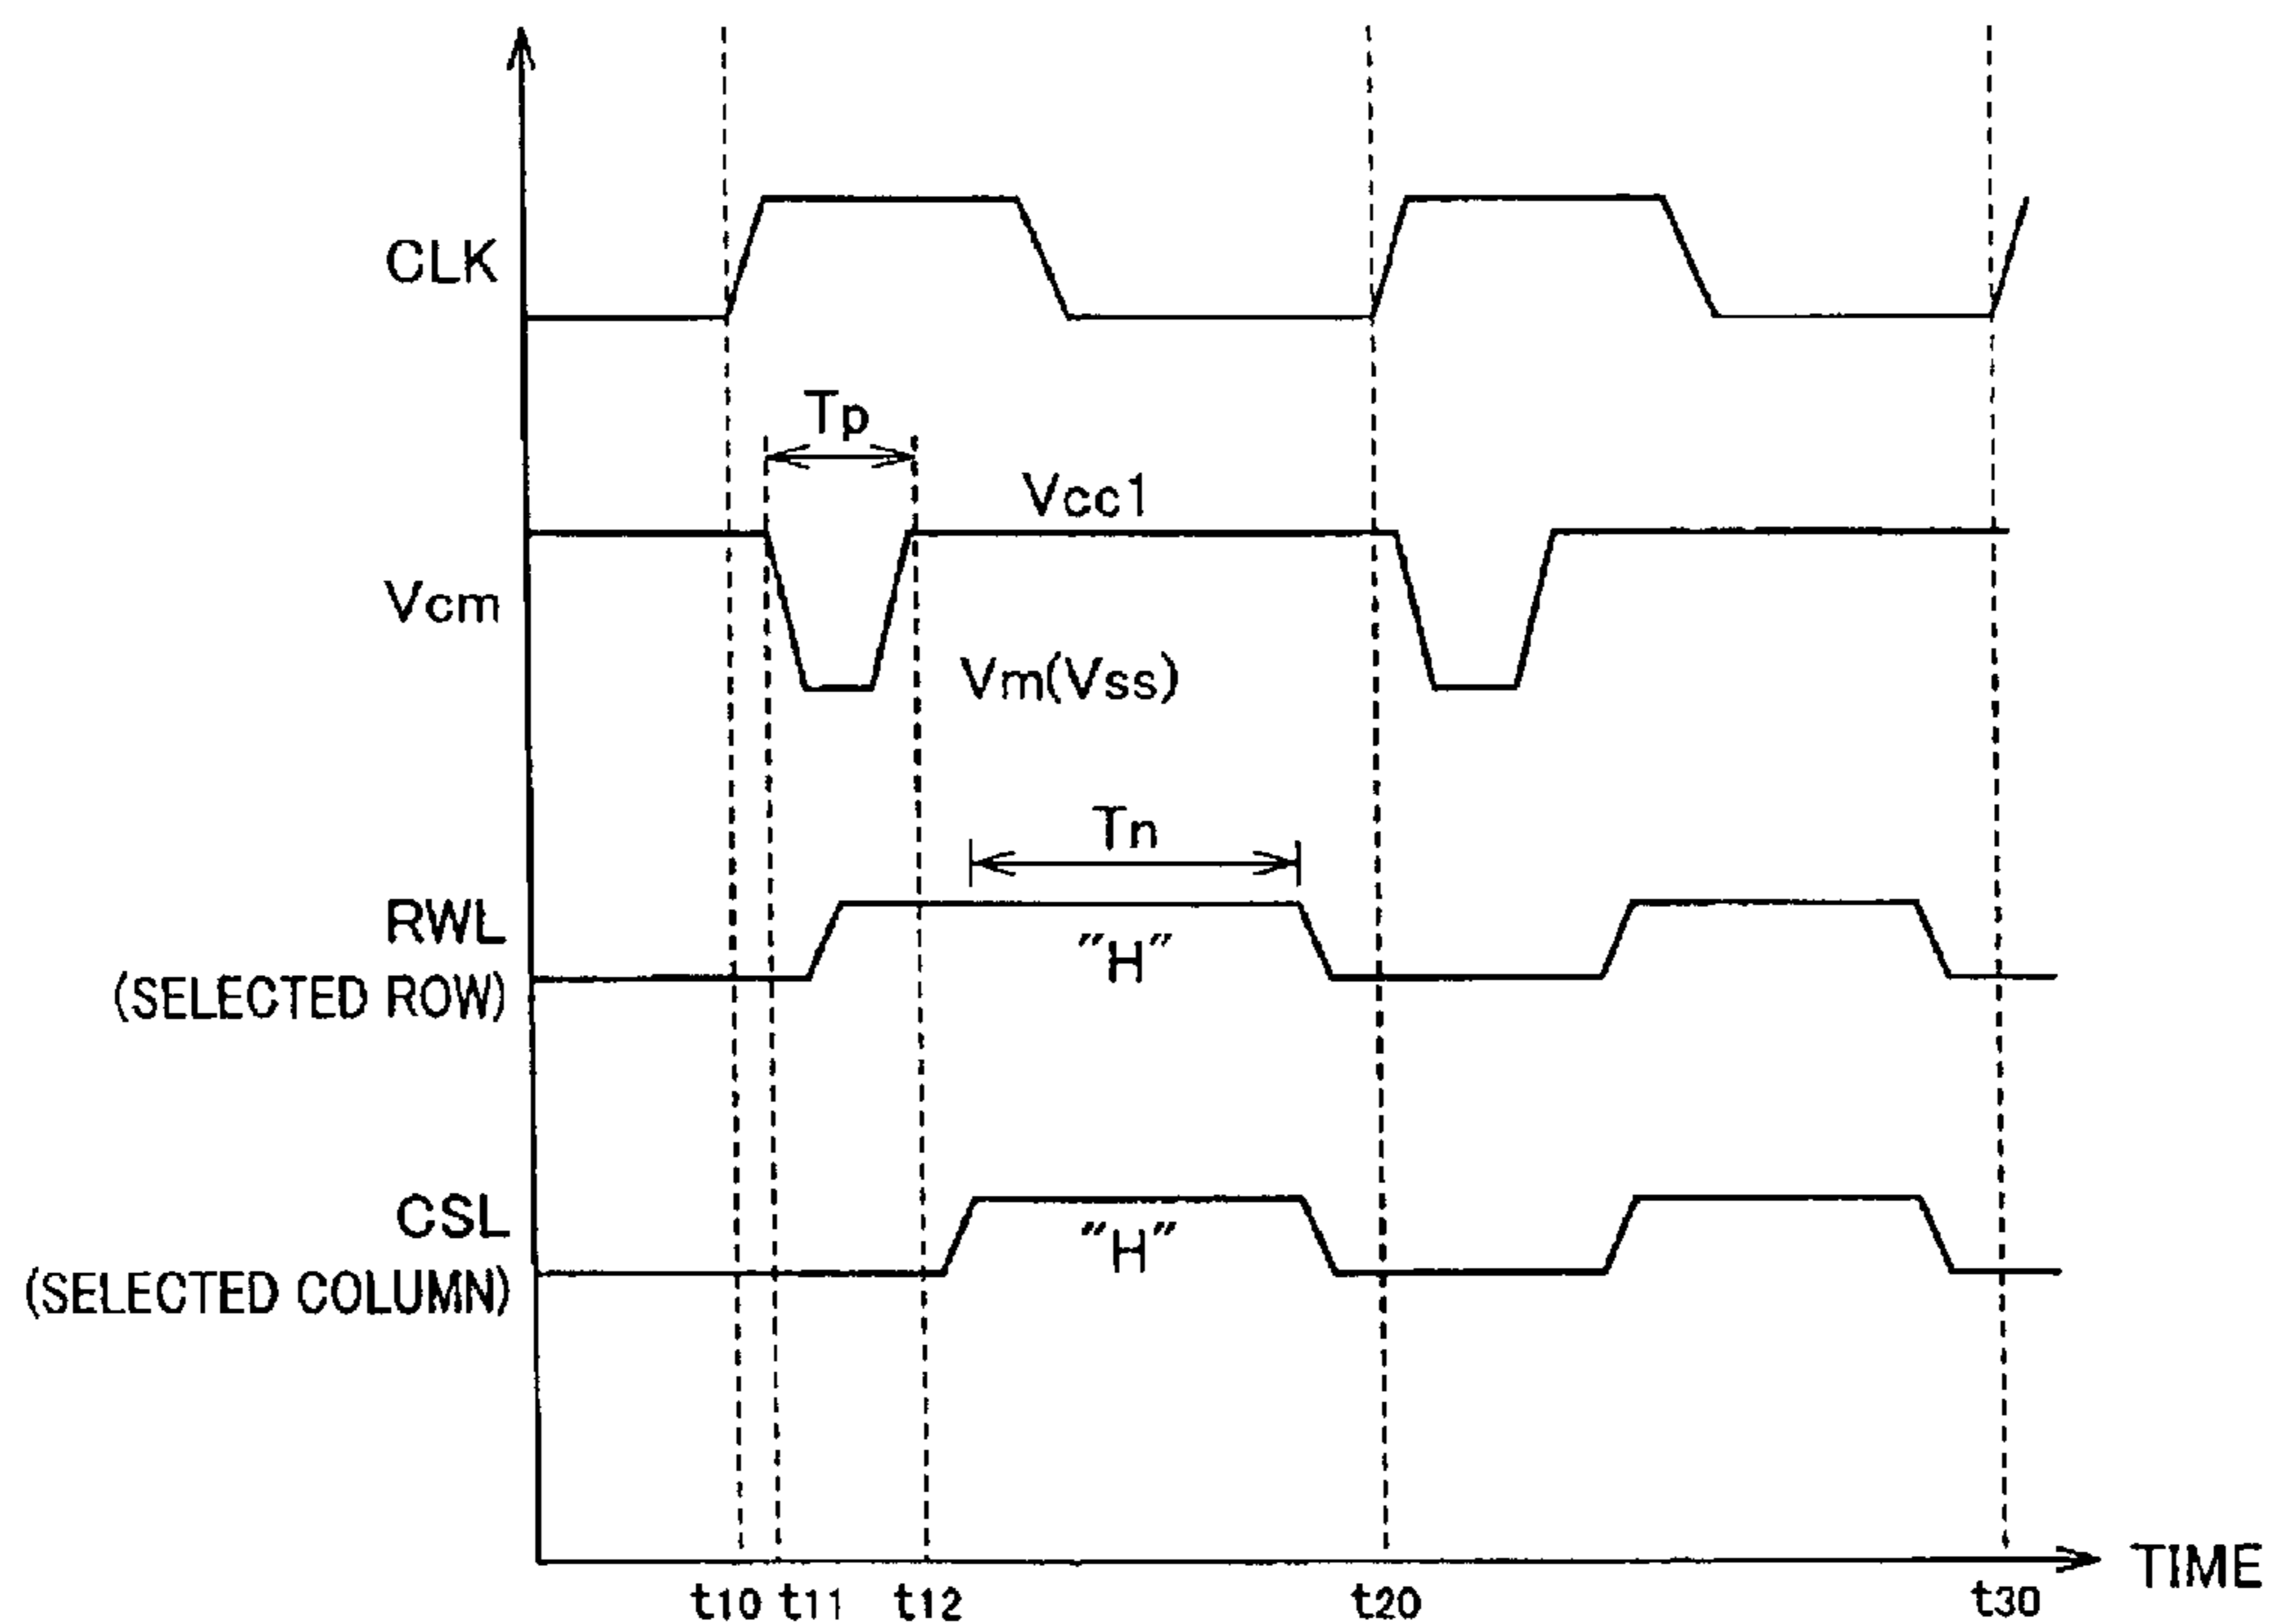 CLK
Tp
Vcc1
Vcm
Vm(Vss)
Tn
RWL
(SELECTED ROW)
"H"
CSL
(SELECTED COLUMN)
"H"
TIME
t10 t11 t12 t20 t30